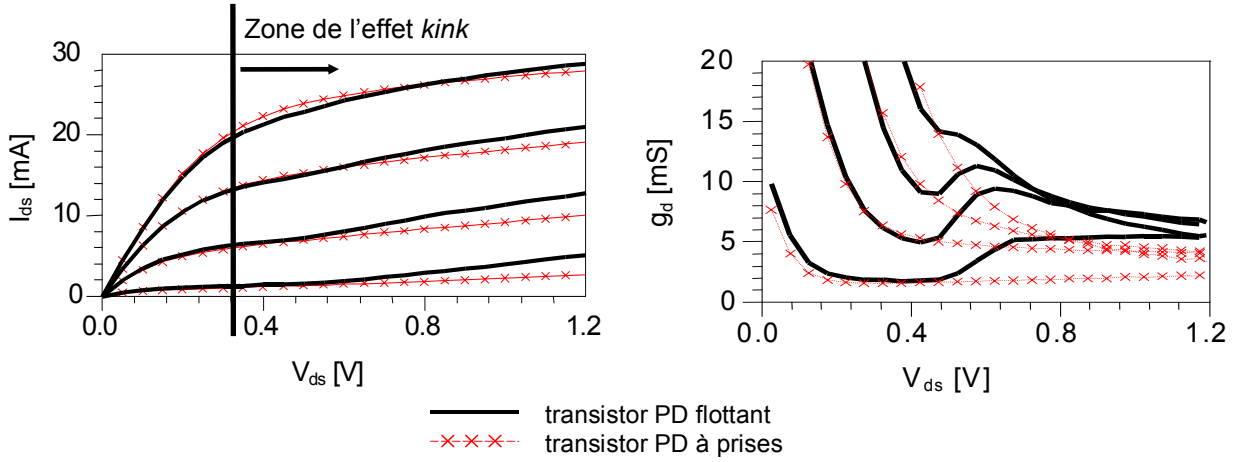 Zone de l'effet kink
30
20
10
0
I_ds [mA]
0.0 0.4 0.8 1.2
V_ds [V]
20
15
10
5
0
g_d [mS]
0.0 0.4 0.8 1.2
V_ds [V]
transistor PD flottant
transistor PD à prises